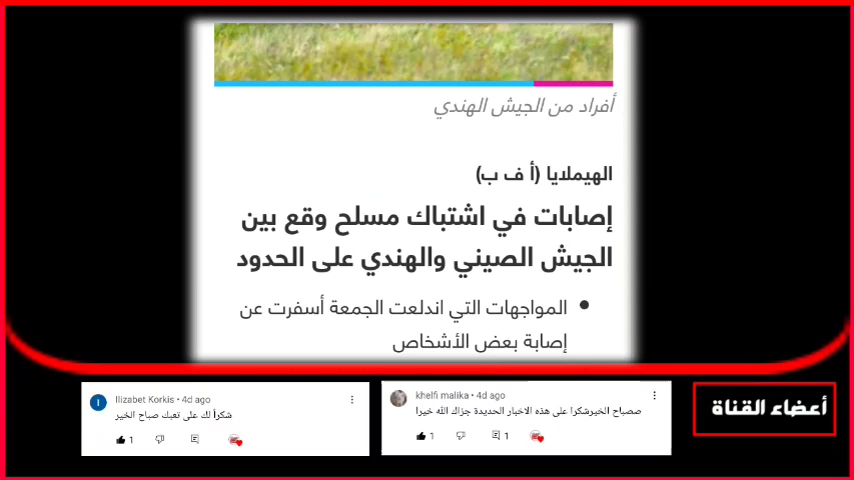 أفراد من الجيش الهندي
الهيملايا (أ ف ب)
إصابات في اشتباك مسلح وقع بين
الجيش الصيني والهندي على الحدود
المواجهات التي اندلعت الجمعة أسفرت عن
إصابة بعض الأشخاص
أعضاء القناة
khelfi malika • 4d ago
صصباح الخيرشكرا على هذه الاخبار الحديدة جزاك الله خيرا
1
1
Ilizabet Korkis • 4d ago
شكراً لك على تعبك صباح الخير
1